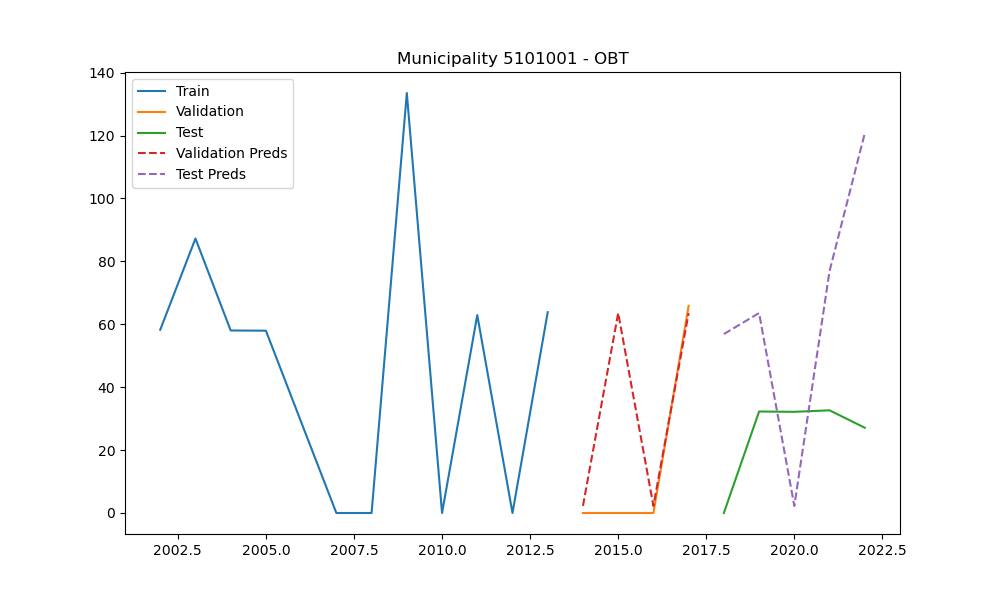 Municipality 5101001 - OBT
Train
Validation
Test
Validation Preds
Test Preds
140
120
100
80
60
40
20
0
2002.5 2005.0 2007.5 2010.0 2012.5 2015.0 2017.5 2020.0 2022.5